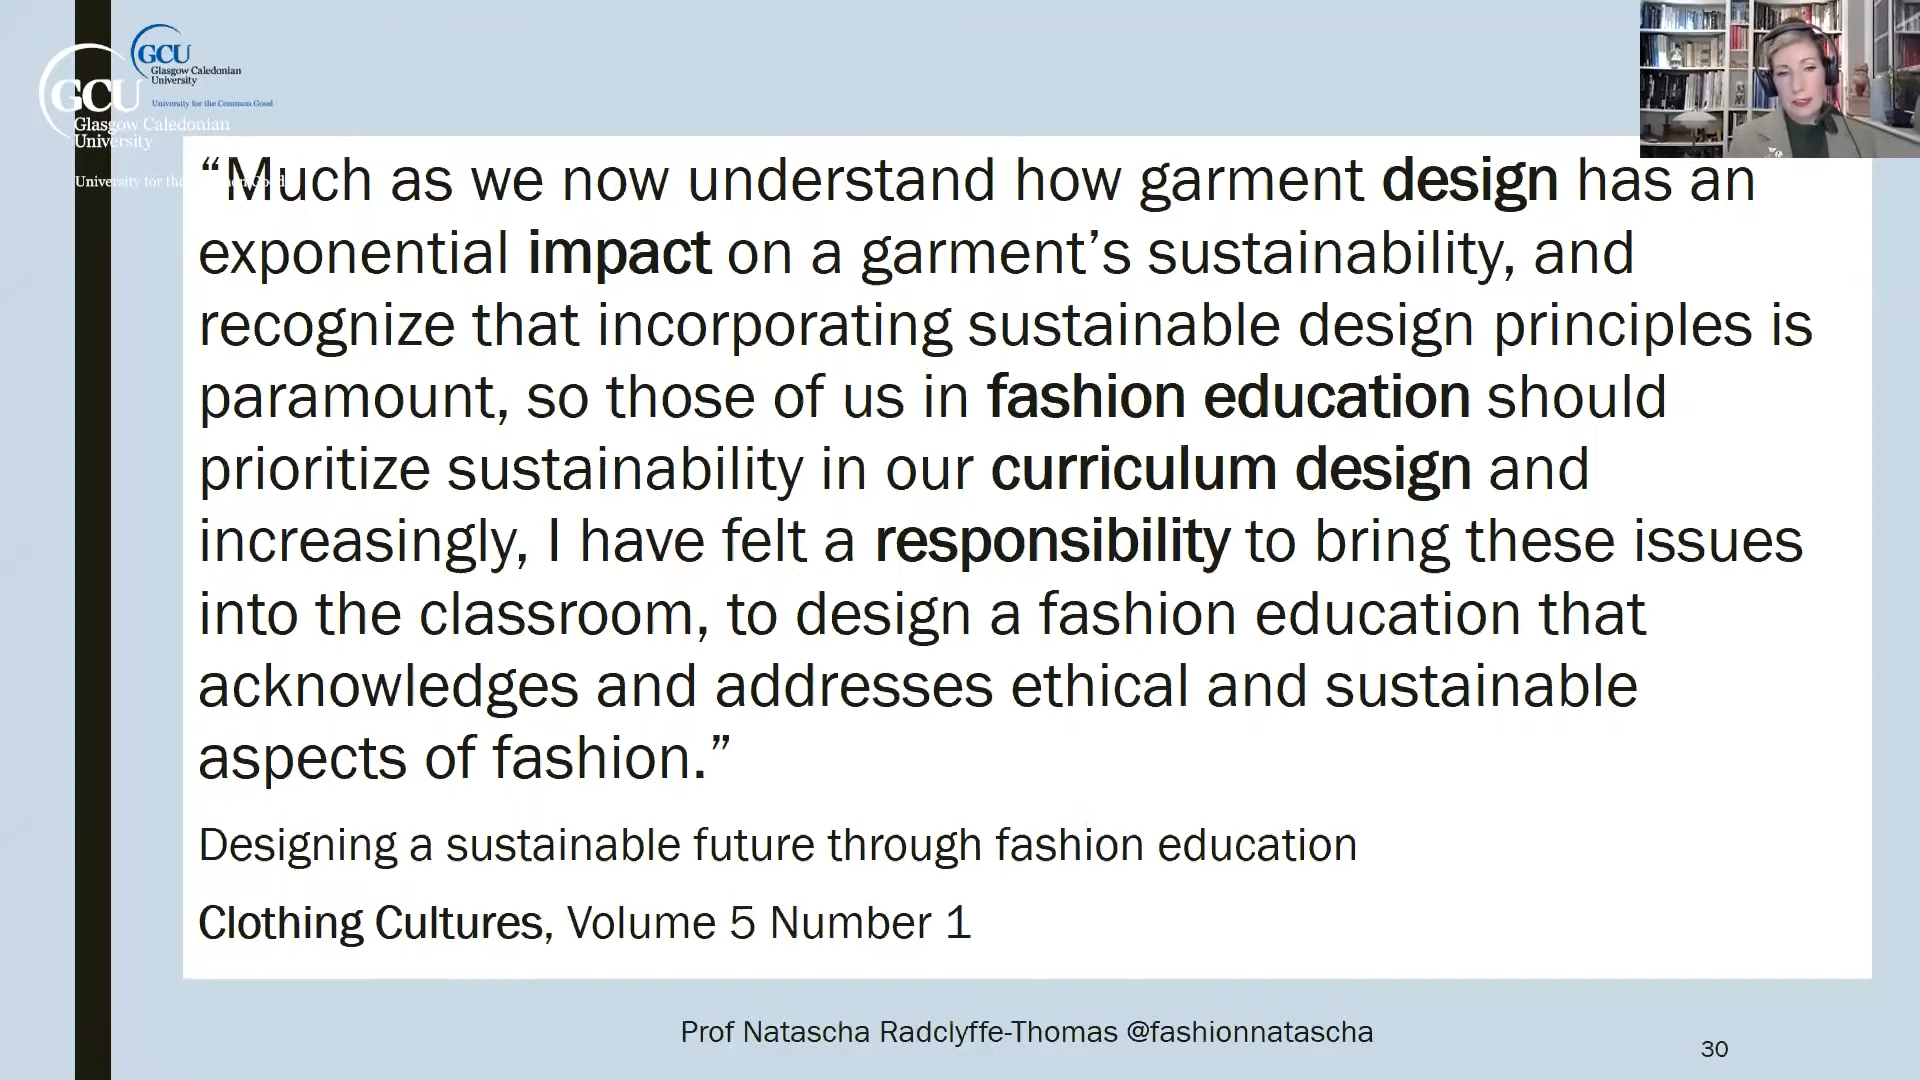 GCU
Glasgow Caledonian
University
University for the Common Good
GCU
Glasgow Caledonian
University
University for the Common Good
“Much as we now understand how garment design has an
exponential impact on a garment’s sustainability, and
recognize that incorporating sustainable design principles is
paramount, so those of us in fashion education should
prioritize sustainability in our curriculum design and
increasingly, I have felt a responsibility to bring these issues
into the classroom, to design a fashion education that
acknowledges and addresses ethical and sustainable
aspects of fashion.”
Designing a sustainable future through fashion education
Clothing Cultures, Volume 5 Number 1
Prof Natascha Radclyffe-Thomas @fashionnatascha
30